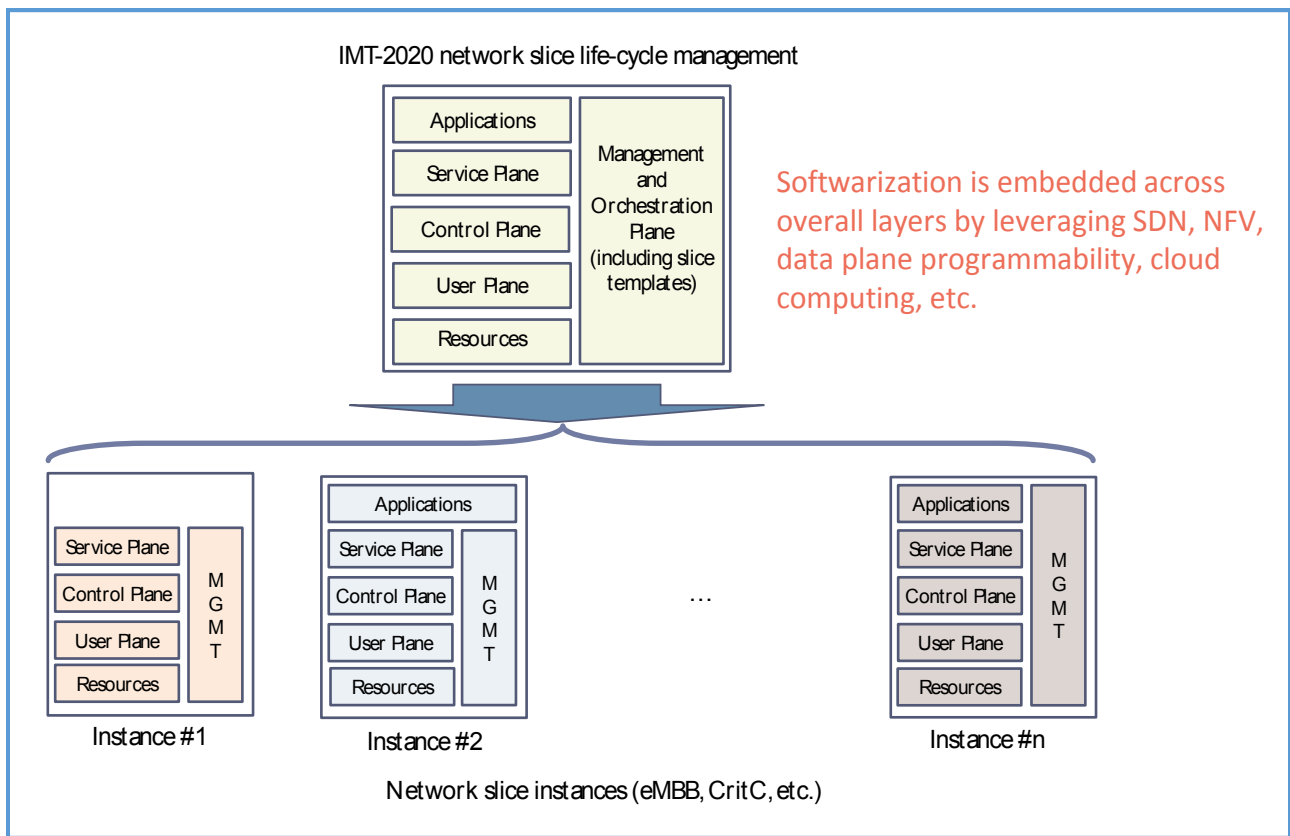 IMT-2020 network slice life-cycle management
Applications
Service Plane
Control Plane
User Plane
Resources
Management
and
Orchestration
Plane
(including slice
templates)
Softwarization is embedded across
overall layers by leveraging SDN, NFV,
data plane programmability, cloud
computing, etc.
Service Plane
Control Plane
User Plane
Resources
M
G
M
T
Instance #1
Applications
Service Plane
Control Plane
User Plane
Resources
M
G
M
T
Instance #2
...
Applications
Service Plane
Control Plane
User Plane
Resources
M
G
M
T
Instance #n
Network slice instances (eMBB, CritC, etc.)